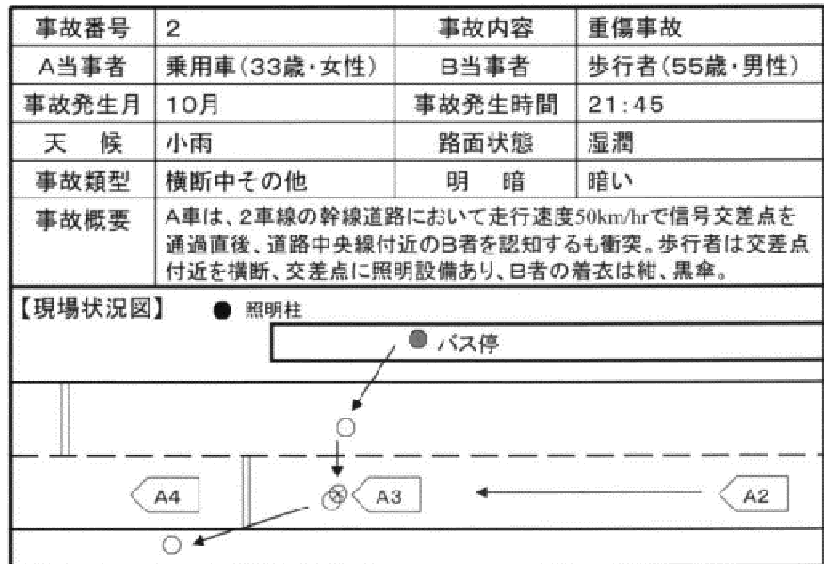 事故番号 2 事故内容 重傷事故
A当事者 乗用車(33歳・女性) B当事者 歩行者(55歳・男性)
事故発生月 10月 事故発生時間 21:45
天 候 小雨 路面状態 湿潤
事故類型 横断中その他 明 暗 暗い
事故概要 A車は、2車線の幹線道路において走行速度50km/hrで信号交差点を
通過直後、道路中央線付近のB者を認知するも衝突。歩行者は交差点
付近を横断、交差点に照明設備あり、B者の着衣は紺、黒傘。
【現場状況図】 ● 照明柱
バス停
A4 A3 A2